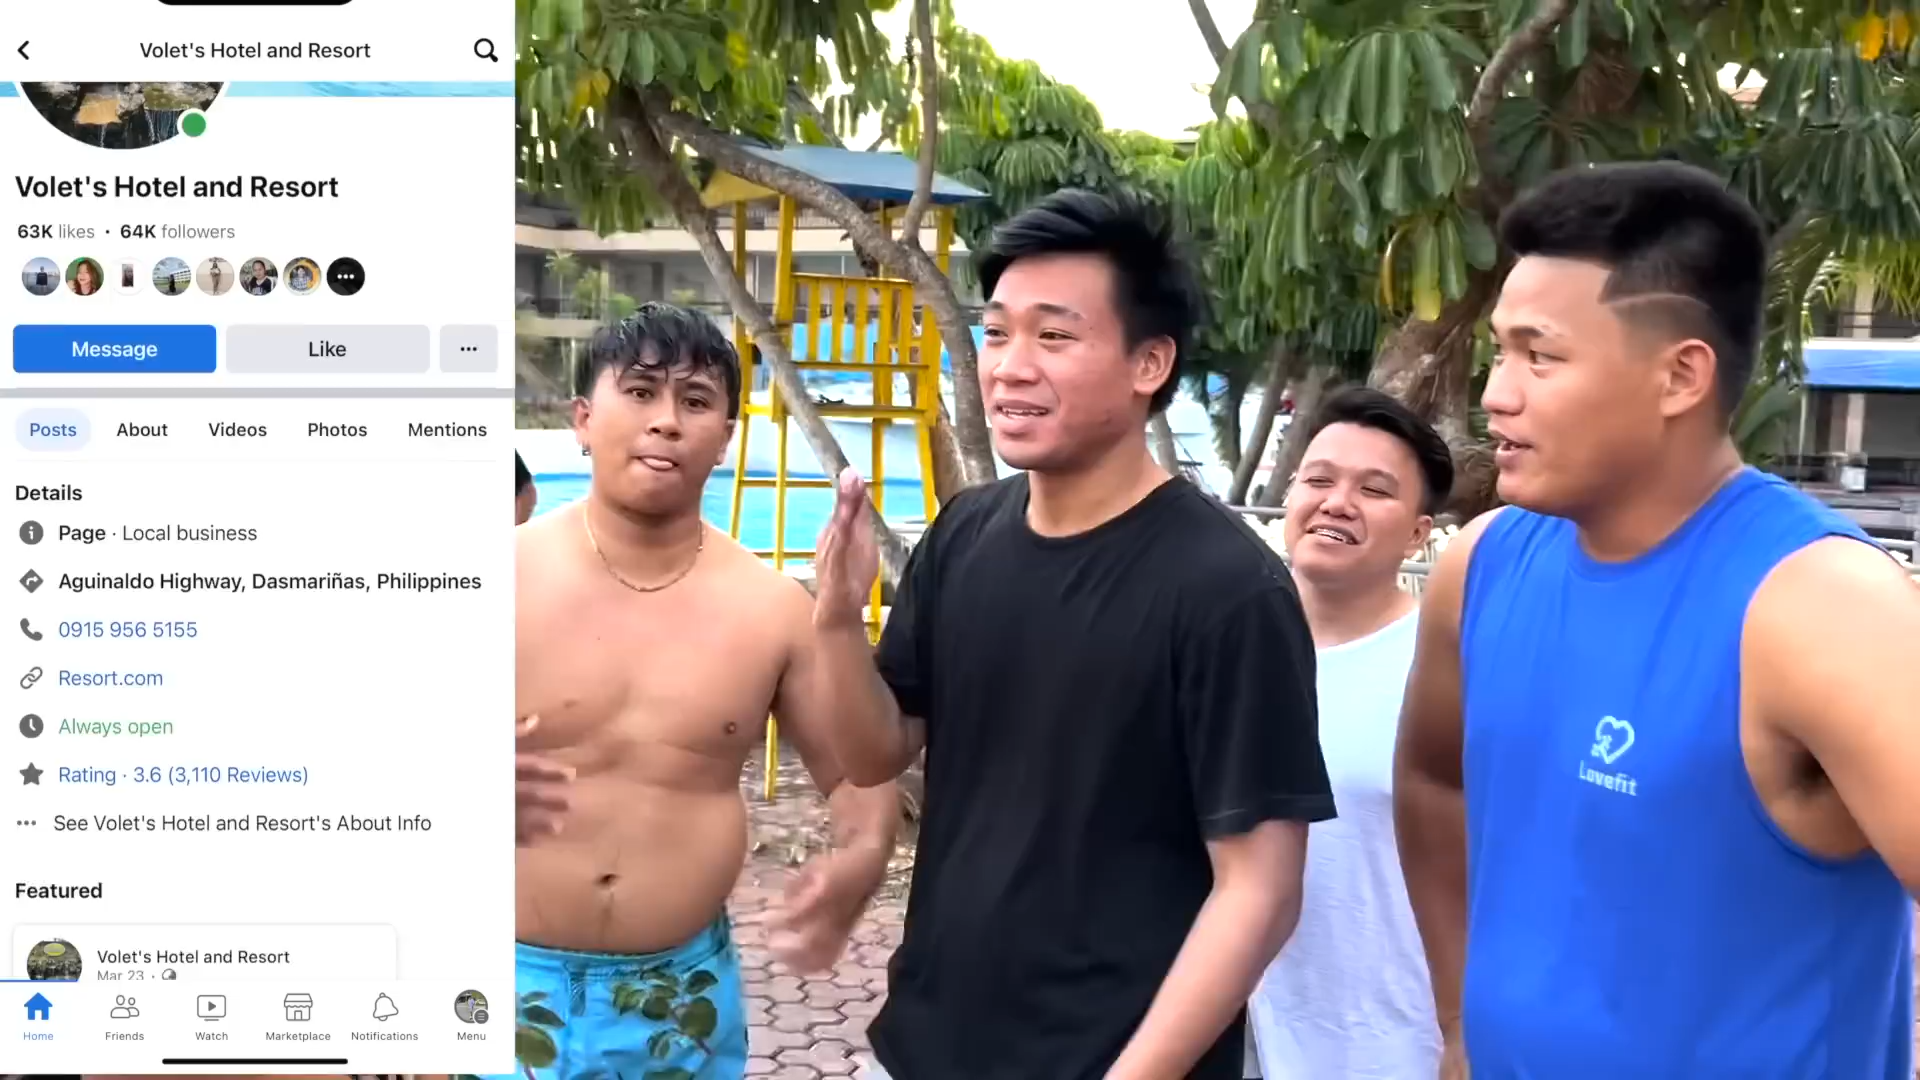 Volet's Hotel and Resort
Volet's Hotel and Resort
63K likes · 64K followers
Message
Like
Posts
About
Videos
Photos
Mentions
Details
Page · Local business
Aguinaldo Highway, Dasmariñas, Philippines
0915 956 5155
Resort.com
Always open
Rating · 3.6 (3,110 Reviews)
See Volet's Hotel and Resort's About Info
Featured
Volet's Hotel and Resort
Mar 23 ·
Home
Friends
Watch
Marketplace
Notifications
Menu
Lovefit